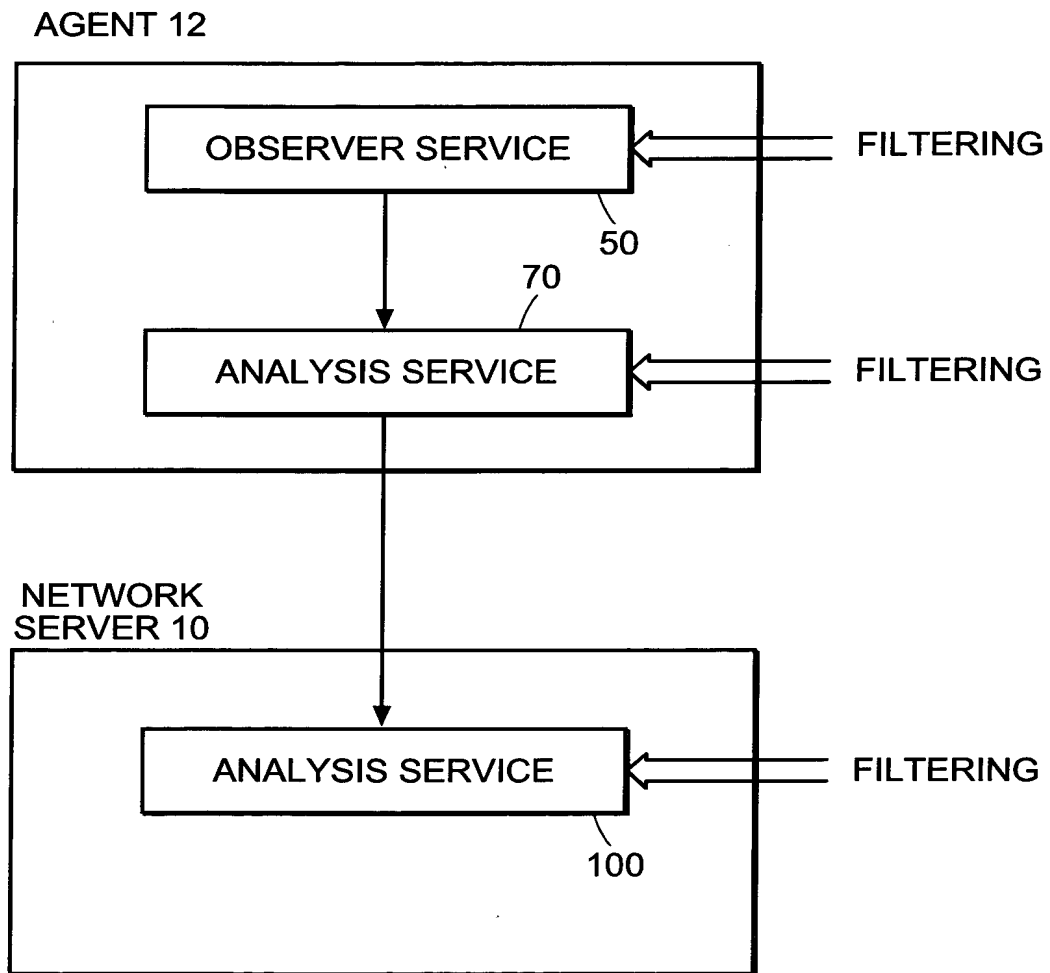 AGENT 12
OBSERVER SERVICE
FILTERING
50
70
ANALYSIS SERVICE
FILTERING
NETWORK
SERVER 10
ANALYSIS SERVICE
FILTERING
100